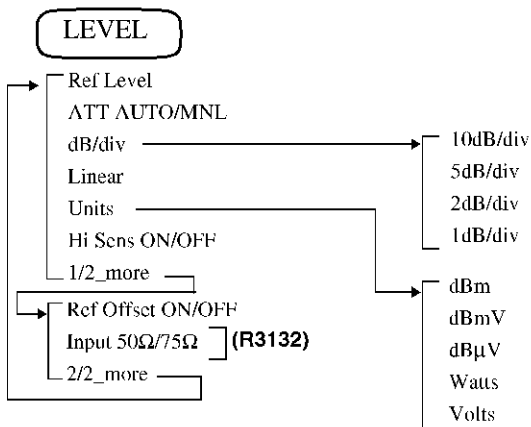 LEVEL
Ref Level
ATT AUTO/MNL
dB/div
Linear
Units
Hi Sens ON/OFF
1/2_more
Ref Offset ON/OFF
Input 50Ω/75Ω (R3132)
2/2_more
10dB/div
5dB/div
2dB/div
1dB/div
dBm
dBmV
dBμV
Watts
Volts